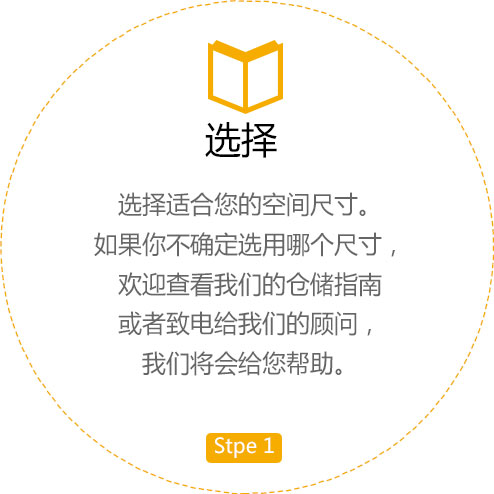 选择
选择适合您的空间尺寸。
如果你不确定选用哪个尺寸，
欢迎查看我们的仓储指南
或者致电给我们的顾问，
我们将会给您帮助。
Stpe 1